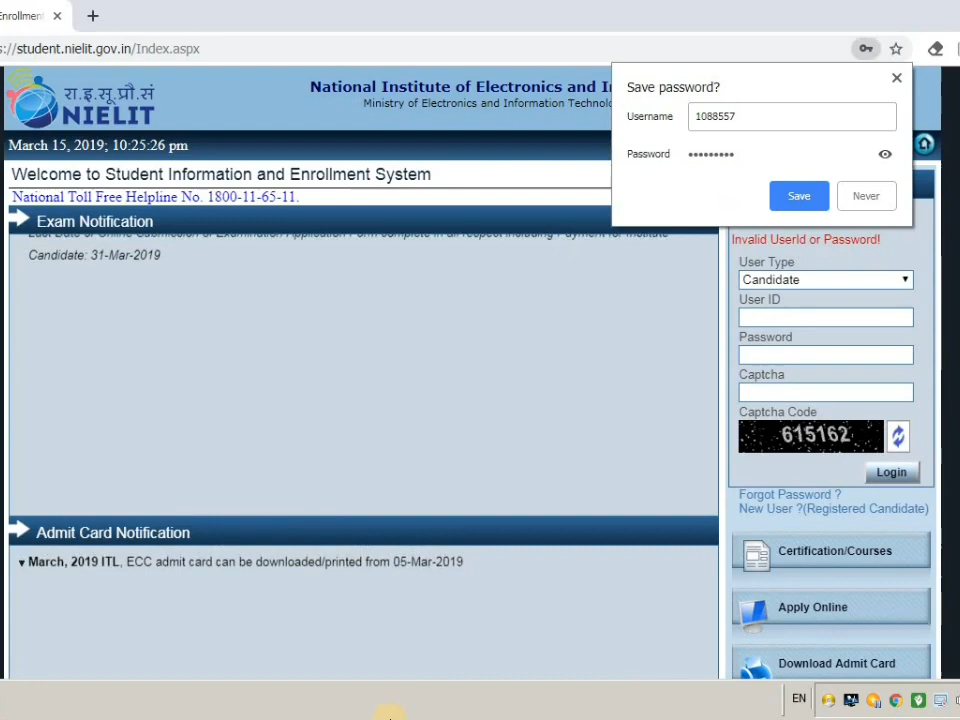 Enrollment
s://student.nielit.gov.in/Index.aspx
रा.इ.सू.प्रौ.सं
NIELIT
National Institute of Electronics and I
Ministry of Electronics and Information Technolo
Save password?
Username 1088557
Password •••••••••
Save Never
March 15, 2019; 10:25:26 pm
Welcome to Student Information and Enrollment System
National Toll Free Helpline No. 1800-11-65-11.
Exam Notification
Last Date of Online Submission of Examination Application Form complete in all respect including Payment for Institute
Candidate: 31-Mar-2019
Invalid UserId or Password!
User Type
Candidate
User ID
Password
Captcha
Captcha Code
615162
Login
Forgot Password ?
New User ?(Registered Candidate)
Admit Card Notification
March, 2019 ITL, ECC admit card can be downloaded/printed from 05-Mar-2019
Certification/Courses
Apply Online
Download Admit Card
EN